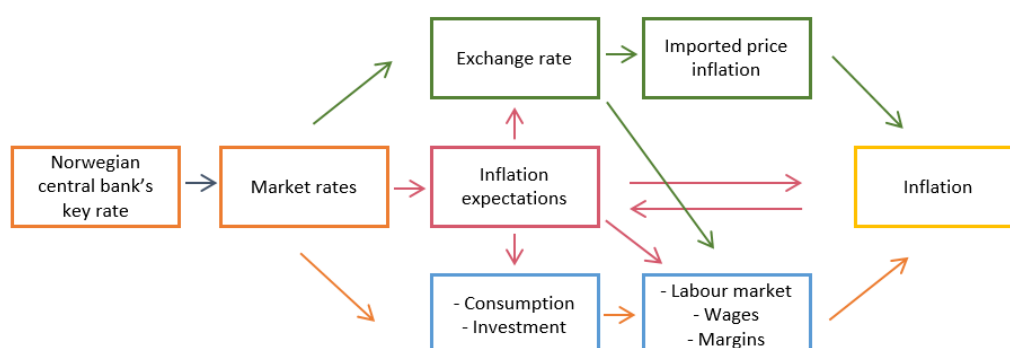 Exchange rate
Imported price
inflation
Norwegian
central bank’s
key rate
Market rates
Inflation
expectations
Inflation
- Consumption
- Investment
- Labour market
- Wages
- Margins